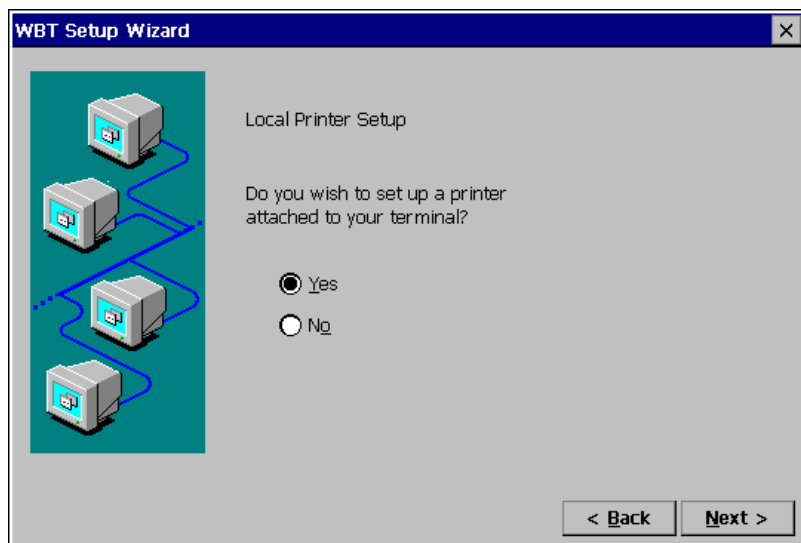 WBT Setup Wizard
Local Printer Setup
Do you wish to set up a printer
attached to your terminal?
Yes
No
< Back
Next >